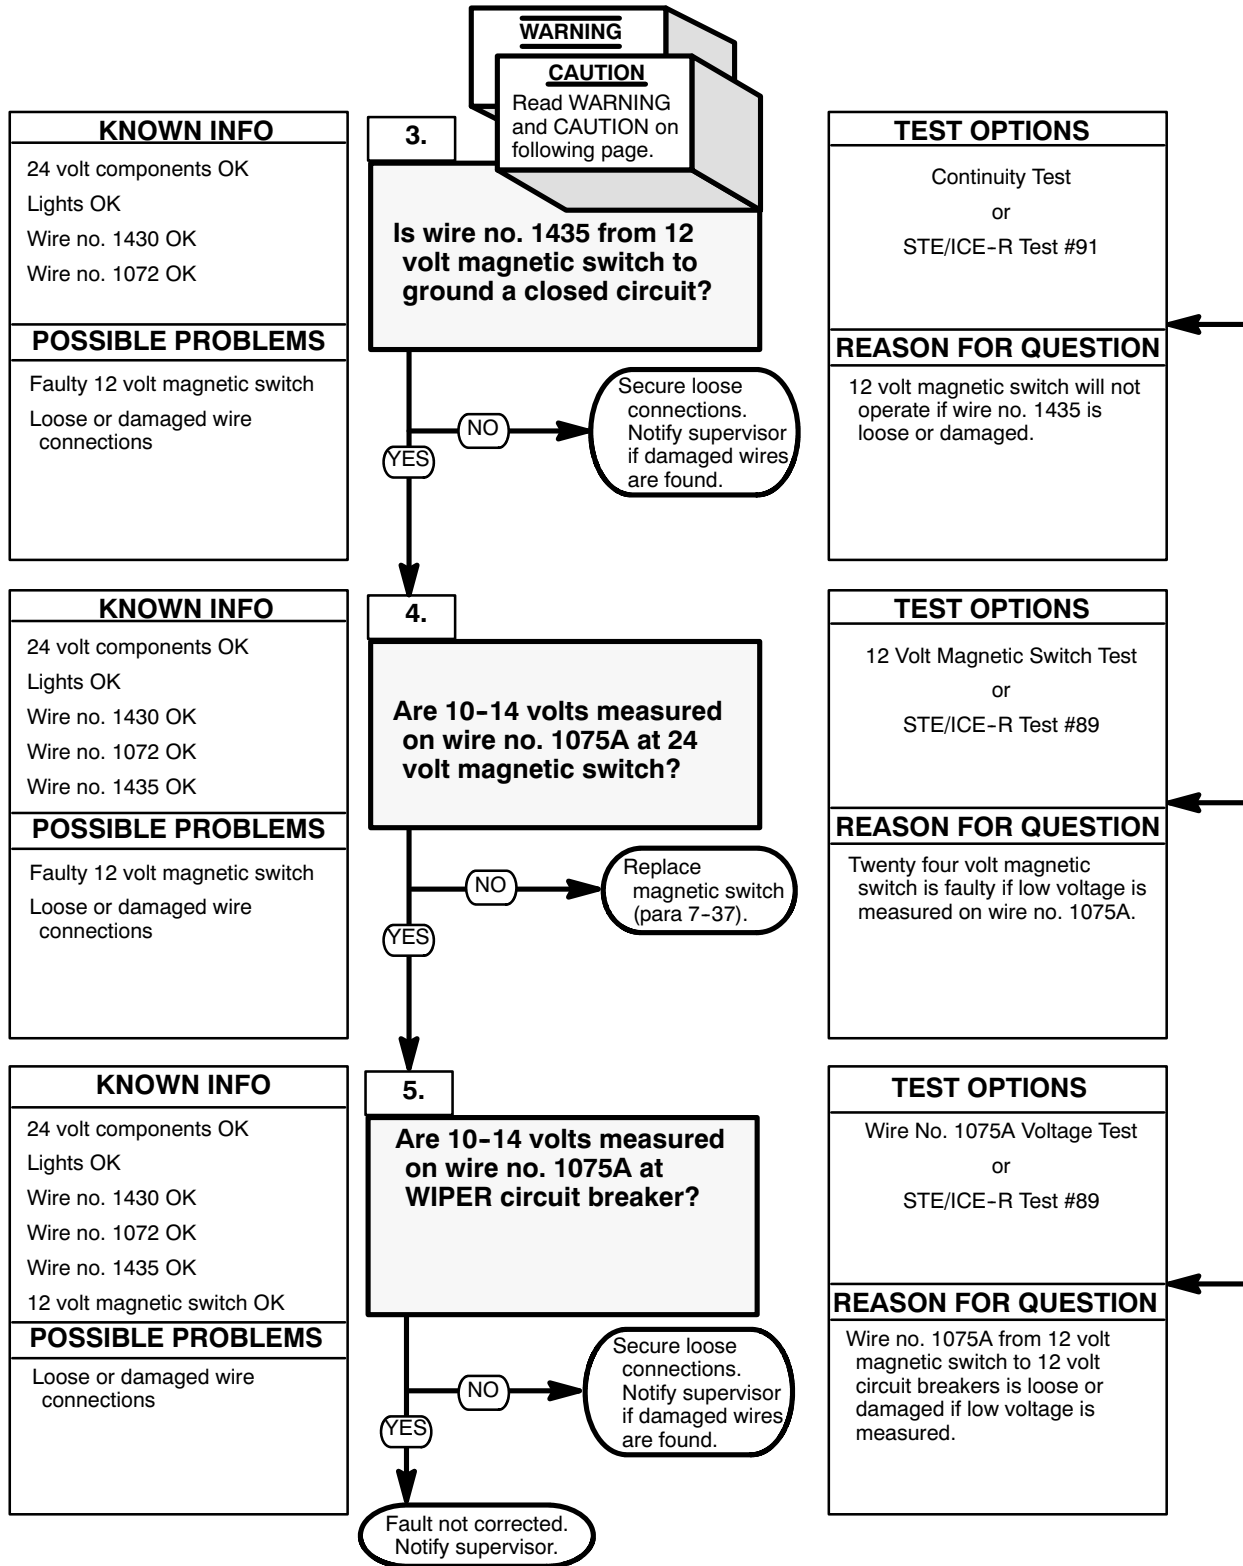 WARNING
CAUTION
Read WARNING
and CAUTION on
following page.
KNOWN INFO
24 volt components OK
Lights OK
Wire no. 1430 OK
Wire no. 1072 OK
POSSIBLE PROBLEMS
Faulty 12 volt magnetic switch
Loose or damaged wire
connections
3.
Is wire no. 1435 from 12
volt magnetic switch to
ground a closed circuit?
NO
Secure loose
connections.
Notify supervisor
if damaged wires
are found.
YES
TEST OPTIONS
Continuity Test
or
STE/ICE-R Test #91
REASON FOR QUESTION
12 volt magnetic switch will not
operate if wire no. 1435 is
loose or damaged.
KNOWN INFO
24 volt components OK
Lights OK
Wire no. 1430 OK
Wire no. 1072 OK
Wire no. 1435 OK
POSSIBLE PROBLEMS
Faulty 12 volt magnetic switch
Loose or damaged wire
connections
4.
Are 10-14 volts measured
on wire no. 1075A at 24
volt magnetic switch?
NO
Replace
magnetic switch
(para 7-37).
YES
TEST OPTIONS
12 Volt Magnetic Switch Test
or
STE/ICE-R Test #89
REASON FOR QUESTION
Twenty four volt magnetic
switch is faulty if low voltage is
measured on wire no. 1075A.
KNOWN INFO
24 volt components OK
Lights OK
Wire no. 1430 OK
Wire no. 1072 OK
Wire no. 1435 OK
12 volt magnetic switch OK
POSSIBLE PROBLEMS
Loose or damaged wire
connections
5.
Are 10-14 volts measured
on wire no. 1075A at
WIPER circuit breaker?
NO
Secure loose
connections.
Notify supervisor
if damaged wires
are found.
YES
Fault not corrected.
Notify supervisor.
TEST OPTIONS
Wire No. 1075A Voltage Test
or
STE/ICE-R Test #89
REASON FOR QUESTION
Wire no. 1075A from 12 volt
magnetic switch to 12 volt
circuit breakers is loose or
damaged if low voltage is
measured.